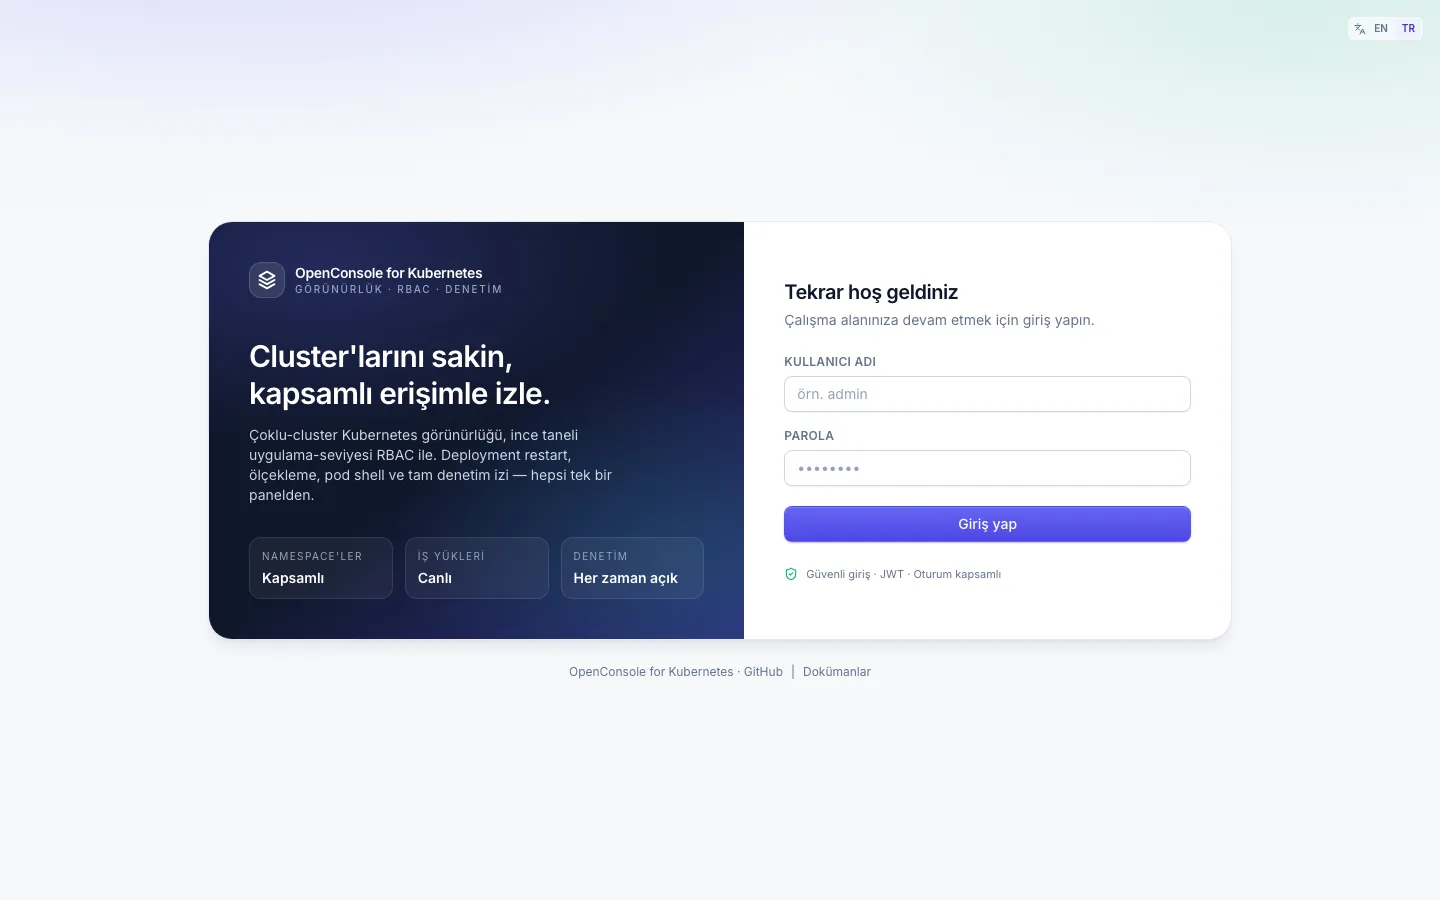 EN TR
OpenConsole for Kubernetes
GÖRÜNÜRLÜK · RBAC · DENETİM
Cluster'larını sakin,
kapsamlı erişimle izle.
Çoklu-cluster Kubernetes görünürlüğü, ince taneli
uygulama-seviyesi RBAC ile. Deployment restart,
ölçekleme, pod shell ve tam denetim izi — hepsi tek bir
panelden.
NAMESPACE'LER
Kapsamlı
İŞ YÜKLERİ
Canlı
DENETİM
Her zaman açık
Tekrar hoş geldiniz
Çalışma alanınıza devam etmek için giriş yapın.
KULLANICI ADI
örn. admin
PAROLA
••••••••
Giriş yap
Güvenli giriş · JWT · Oturum kapsamlı
OpenConsole for Kubernetes · GitHub | Dokümanlar